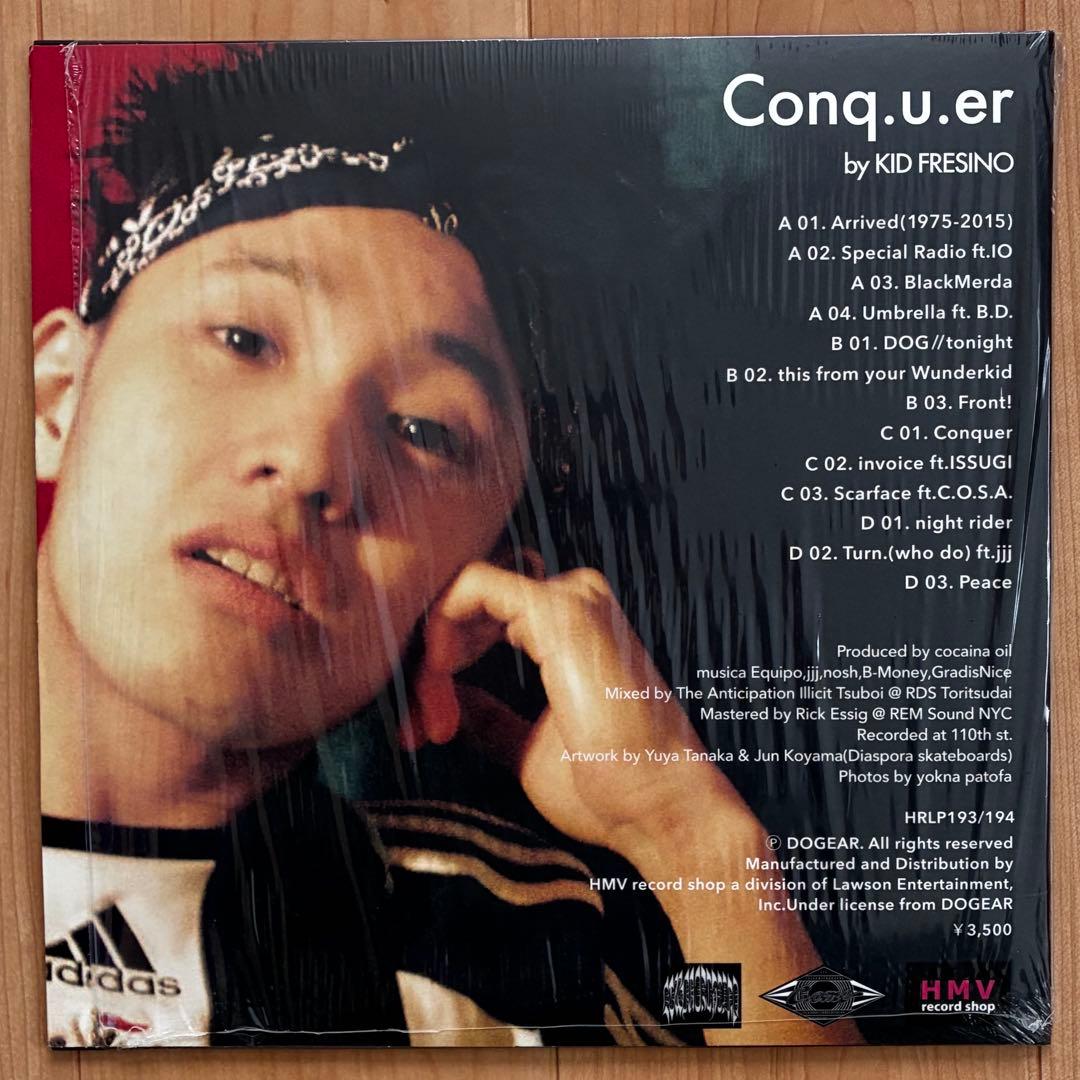 Conq.u.er
by KID FRESINO
A 01. Arrived(1975-2015)
A 02. Special Radio ft.IO
A 03. BlackMerda
A 04. Umbrella ft. B.D.
B 01. DOG//tonight
B 02. this from your Wunderkid
B 03. Front!
C 01. Conquer
C 02. invoice ft.ISSUGI
C 03. Scarface ft.C.O.S.A.
D 01. night rider
D 02. Turn.(who do) ft.jjj
D 03. Peace
Produced by cocaina oil
musica Equipo,jjj,nosh,B-Money,GradisNice
Mixed by The Anticipation Illicit Tsuboi @ RDS Toritsudai
Mastered by Rick Essig @ REM Sound NYC
Recorded at 110th st.
Artwork by Yuya Tanaka & Jun Koyama(Diaspora skateboards)
Photos by yokna patofa
HRLP193/194
Ⓟ DOGEAR. All rights reserved
Manufactured and Distribution by
HMV record shop a division of Lawson Entertainment,
Inc.Under license from DOGEAR
¥3,500
adidas
HMV
record shop